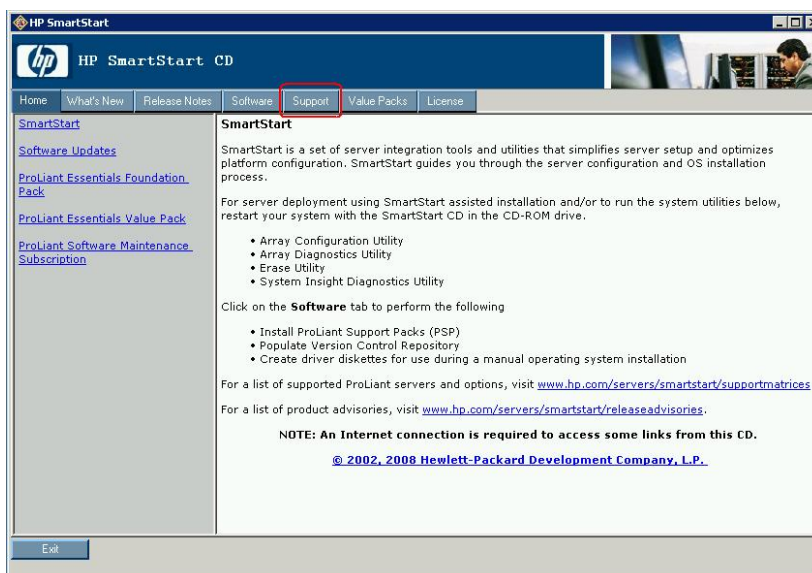 HP SmartStart
hp
HP SmartStart CD
Home What's New Release Notes Software Support Value Packs License
SmartStart
Software Updates
ProLiant Essentials Foundation
Pack
ProLiant Essentials Value Pack
ProLiant Software Maintenance
Subscription
SmartStart
SmartStart is a set of server integration tools and utilities that simplifies server setup and optimizes
platform configuration. SmartStart guides you through the server configuration and OS installation
process.
For server deployment using SmartStart assisted installation and/or to run the system utilities below,
restart your system with the SmartStart CD in the CD-ROM drive.
• Array Configuration Utility
• Array Diagnostics Utility
• Erase Utility
• System Insight Diagnostics Utility
Click on the Software tab to perform the following
• Install ProLiant Support Packs (PSP)
• Populate Version Control Repository
• Create driver diskettes for use during a manual operating system installation
For a list of supported ProLiant servers and options, visit www.hp.com/servers/smartstart/supportmatrices
For a list of product advisories, visit www.hp.com/servers/smartstart/releaseadvisories.
NOTE: An Internet connection is required to access some links from this CD.
© 2002, 2008 Hewlett-Packard Development Company, L.P.
Exit